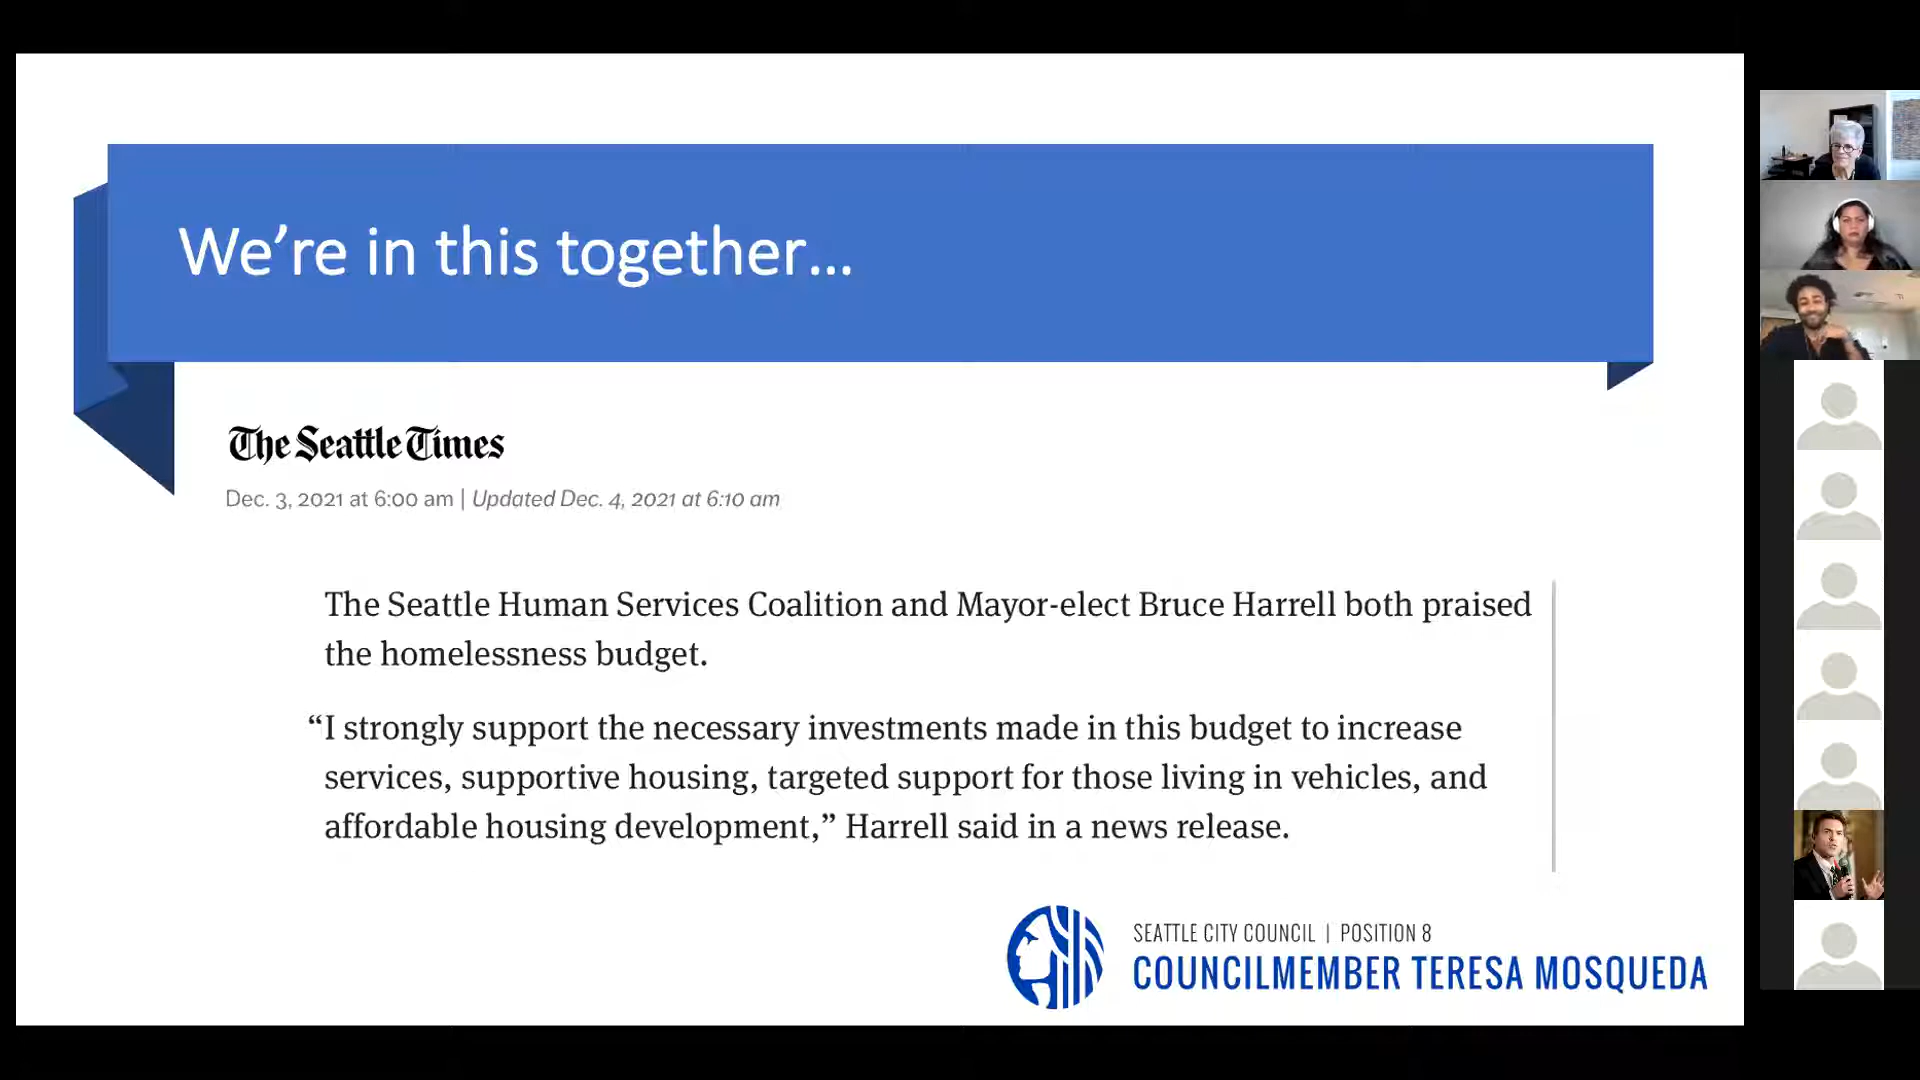 We’re in this together...
The Seattle Times
Dec. 3, 2021 at 6:00 am | Updated Dec. 4, 2021 at 6:10 am
The Seattle Human Services Coalition and Mayor-elect Bruce Harrell both praised
the homelessness budget.
“I strongly support the necessary investments made in this budget to increase
services, supportive housing, targeted support for those living in vehicles, and
affordable housing development,” Harrell said in a news release.
SEATTLE CITY COUNCIL | POSITION 8
COUNCILMEMBER TERESA MOSQUEDA